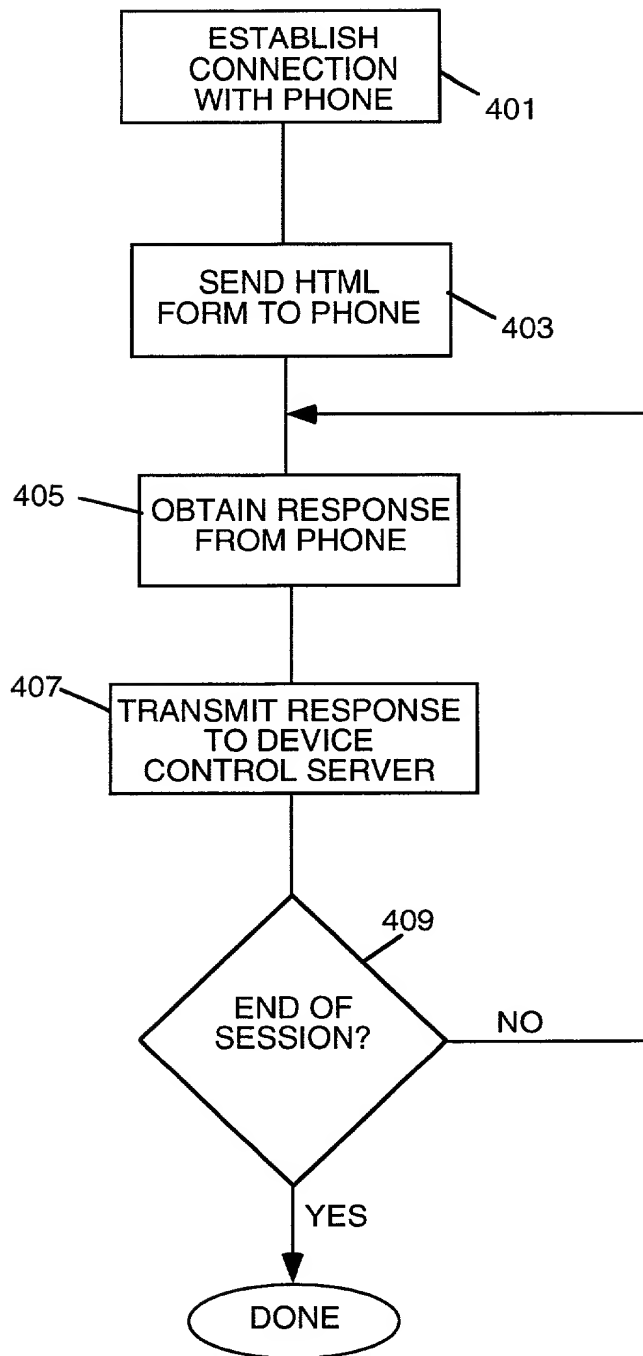 ESTABLISH
CONNECTION
WITH PHONE
401
SEND HTML
FORM TO PHONE
403
405
OBTAIN RESPONSE
FROM PHONE
407
TRANSMIT RESPONSE
TO DEVICE
CONTROL SERVER
409
END OF
SESSION?
NO
YES
DONE